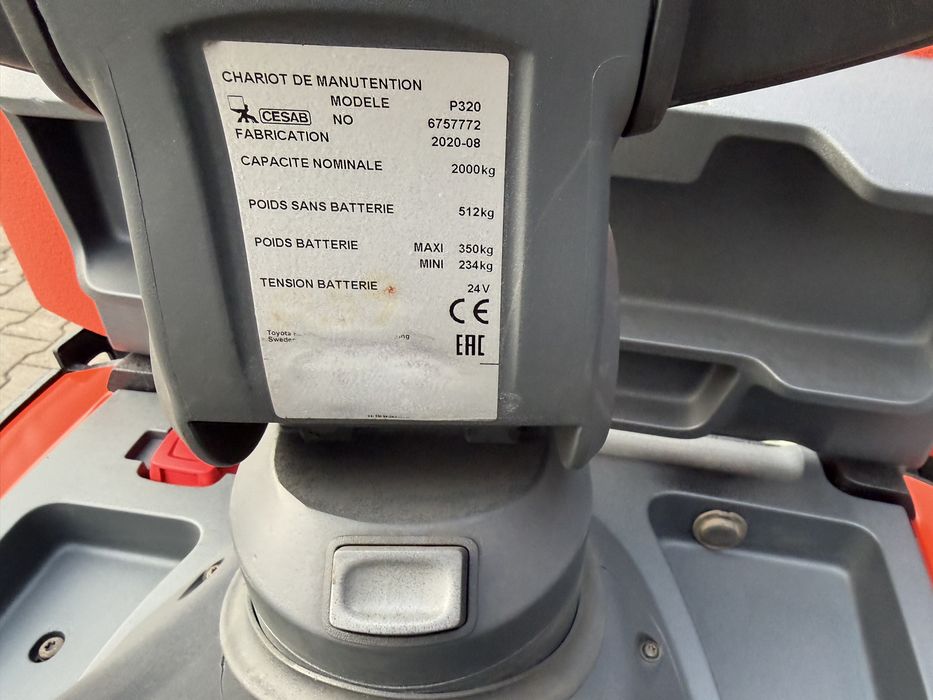 CHARIOT DE MANUTENTION
MODELE P320
CESAB NO 6757772
FABRICATION 2020-08
CAPACITE NOMINALE 2000kg
POIDS SANS BATTERIE 512kg
POIDS BATTERIE MAXI 350kg
MINI 234kg
TENSION BATTERIE 24V
CE
Toyota
Sweden
EAC